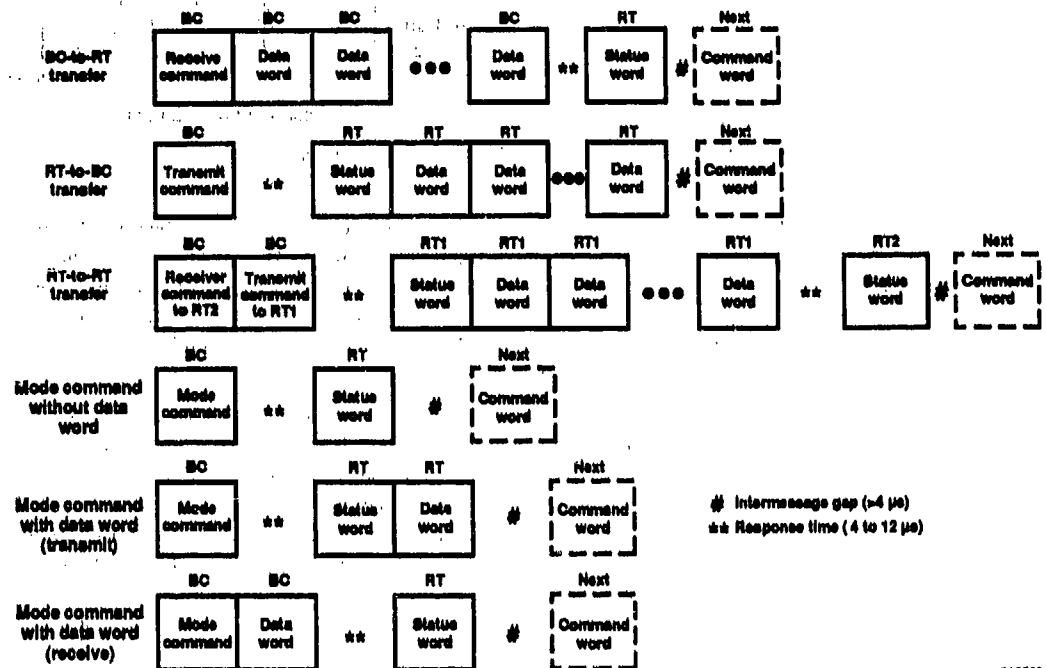 BC BC BC BC RT Next
BC-to-RT transfer
Receive command
Data word
Data word
●●●
Data word
**
Status word
#
Command word
BC RT RT RT RT Next
RT-to-BC transfer
Transmit command
**
Status word
Data word
Data word
●●●
Data word
#
Command word
BC BC RT1 RT1 RT1 RT1 RT2 Next
RT-to-RT transfer
Receiver command to RT2
Transmit command to RT1
**
Status word
Data word
Data word
●●●
Data word
**
Status word
#
Command word
BC RT Next
Mode command without data word
Mode command
**
Status word
#
Command word
BC RT RT Next
Mode command with data word (transmit)
Mode command
**
Status word
Data word
#
Command word
# Intermessage gap (>4 µs)
** Response time (4 to 12 µs)
BC BC RT Next
Mode command with data word (receive)
Mode command
Data word
**
Status word
#
Command word